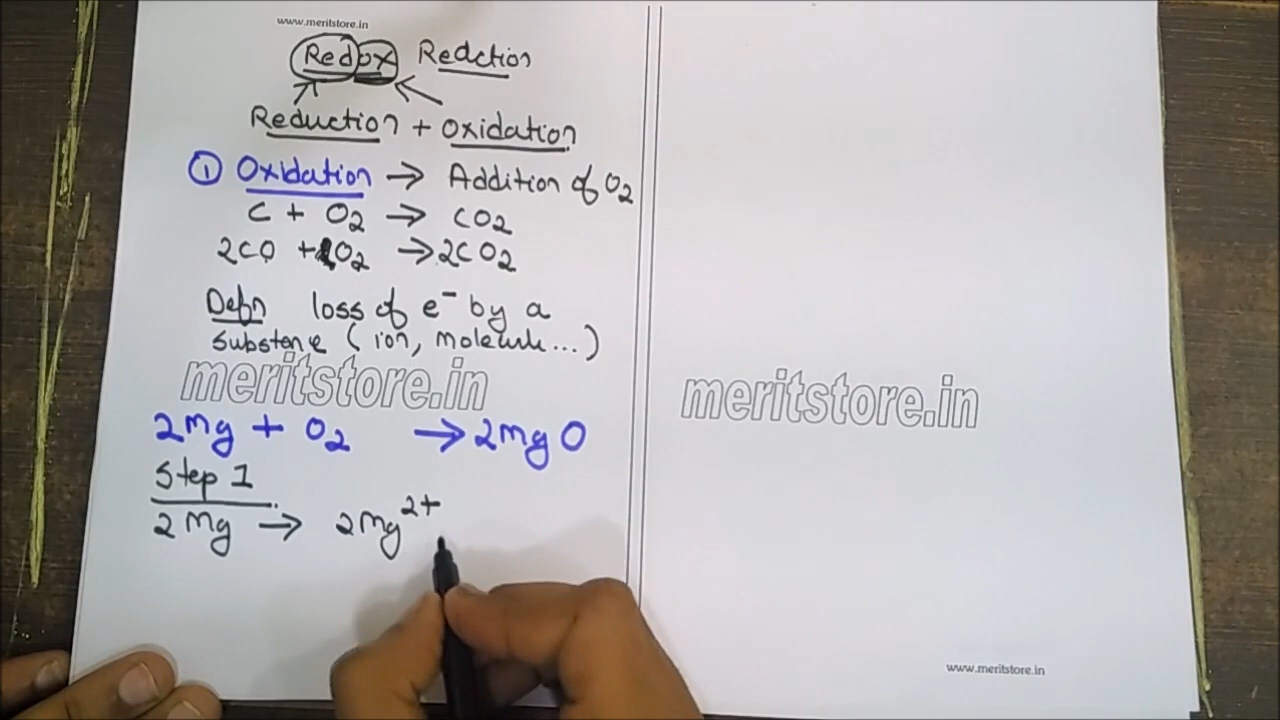 www.meritstore.in
Redox Reaction
Reduction + Oxidation
① Oxidation → Addition of O₂
C + O₂ → CO₂
2CO + O₂ → 2CO₂
Defn loss of e⁻ by a
substance (ion, molecule...)
meritstore.in
meritstore.in
2Mg + O₂ → 2MgO
Step 1
2Mg → 2Mg²⁺
www.meritstore.in